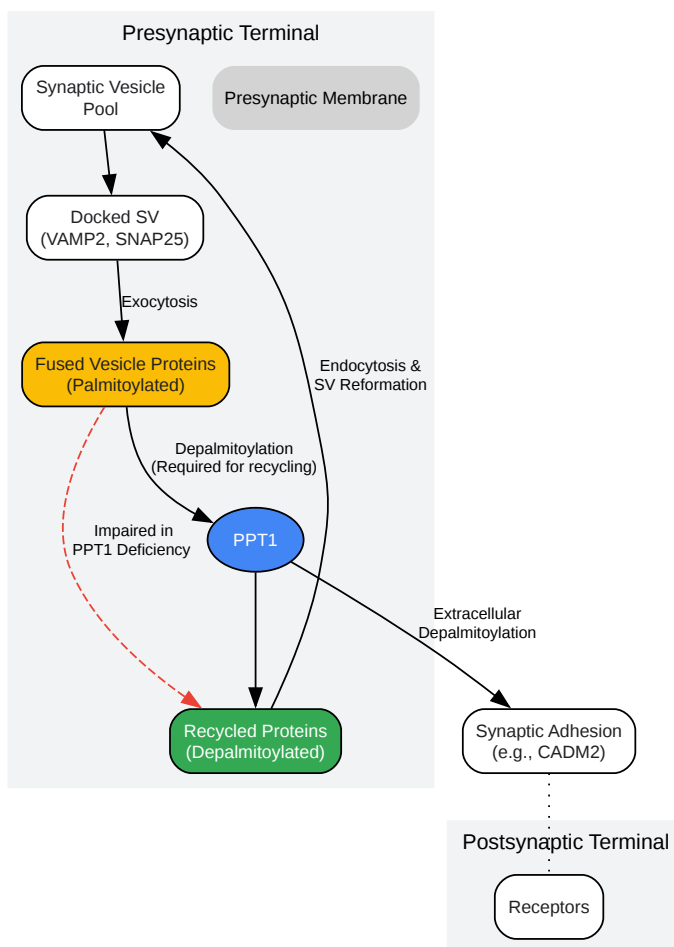 Presynaptic Terminal
Synaptic Vesicle
Pool
Presynaptic Membrane
Docked SV
(VAMP2, SNAP25)
Exocytosis
Fused Vesicle Proteins
(Palmitoylated)
Endocytosis &
SV Reformation
Depalmitoylation
(Required for recycling)
Impaired in
PPT1 Deficiency
PPT1
Extracellular
Depalmitoylation
Recycled Proteins
(Depalmitoylated)
Synaptic Adhesion
(e.g., CADM2)
Postsynaptic Terminal
Receptors